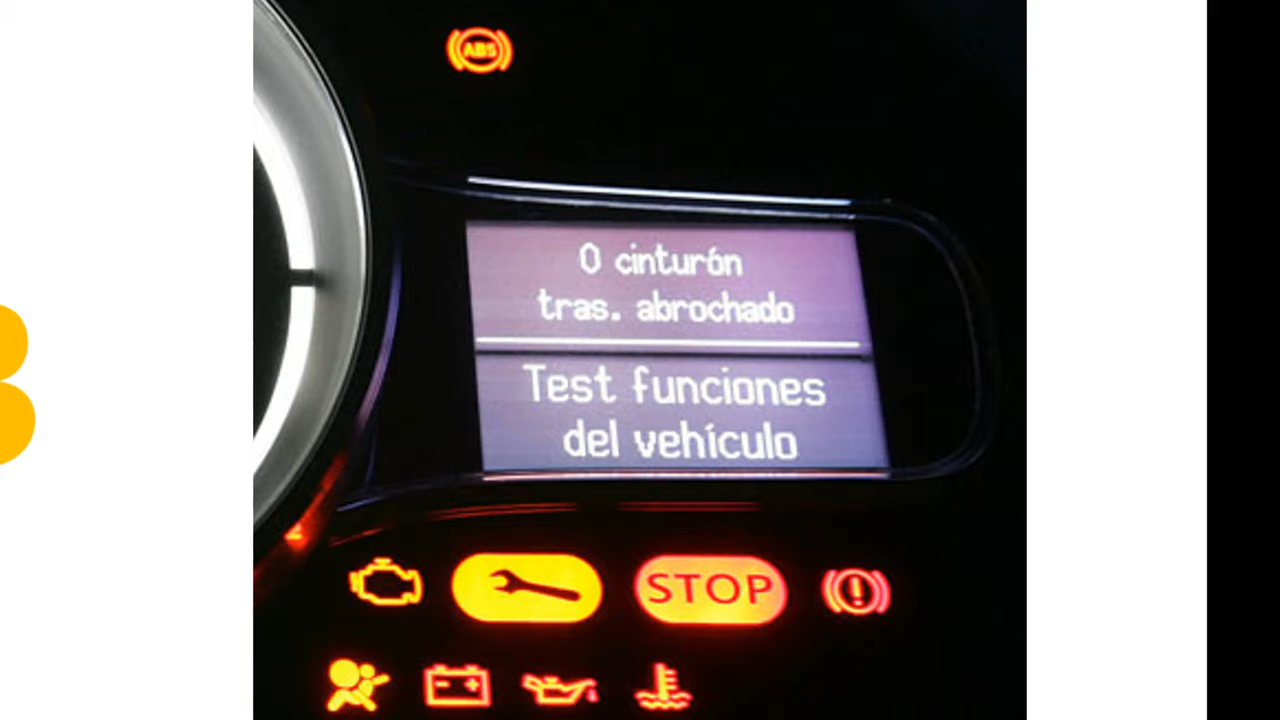 ABS
0 cinturón
tras. abrochado
Test funciones
del vehículo
STOP